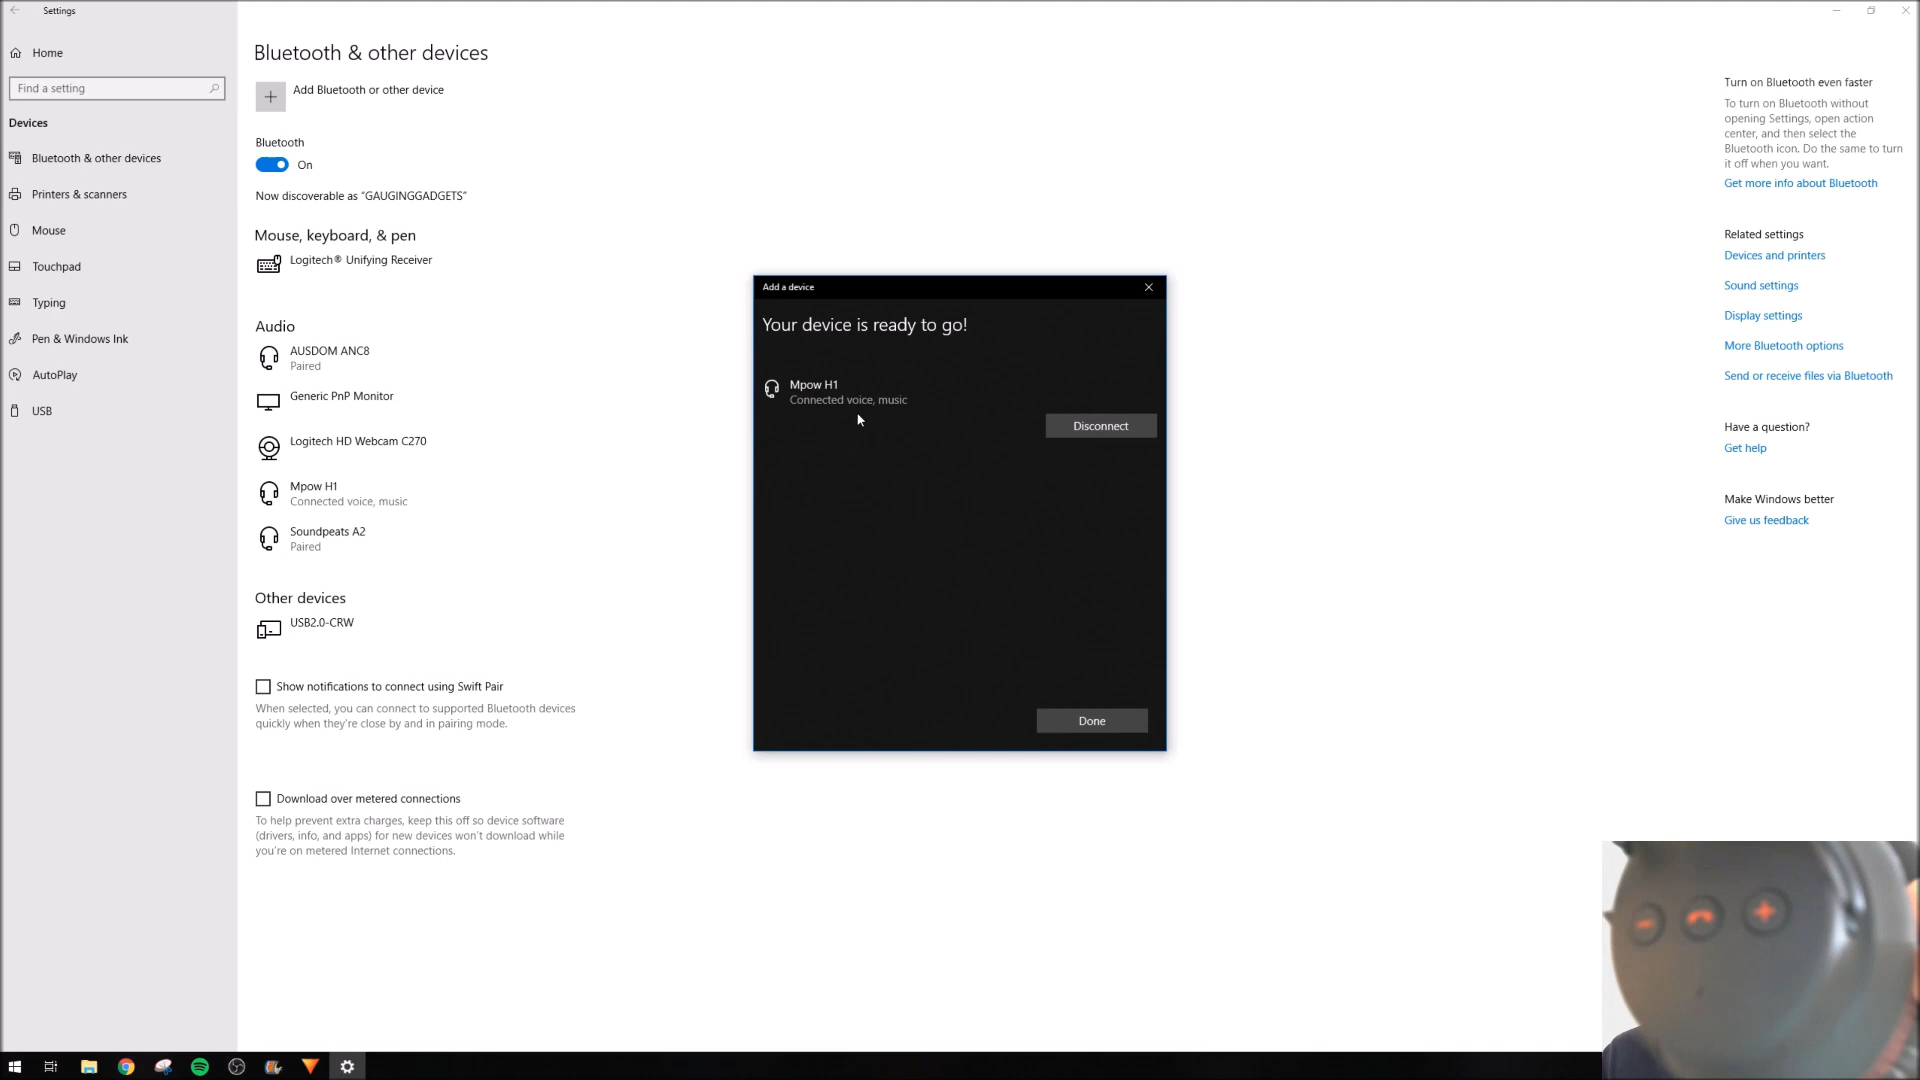 Settings
Home
Find a setting
Devices
Bluetooth & other devices
Printers & scanners
Mouse
Touchpad
Typing
Pen & Windows Ink
AutoPlay
USB
Bluetooth & other devices
Add Bluetooth or other device
Bluetooth
On
Now discoverable as “GAUGINGGADGETS”
Mouse, keyboard, & pen
Logitech® Unifying Receiver
Audio
AUSDOM ANC8
Paired
Generic PnP Monitor
Logitech HD Webcam C270
Mpow H1
Connected voice, music
Soundpeats A2
Paired
Other devices
USB2.0-CRW
Show notifications to connect using Swift Pair
When selected, you can connect to supported Bluetooth devices
quickly when they're close by and in pairing mode.
Download over metered connections
To help prevent extra charges, keep this off so device software
(drivers, info, and apps) for new devices won't download while
you're on metered Internet connections.
Add a device
Your device is ready to go!
Mpow H1
Connected voice, music
Disconnect
Done
Turn on Bluetooth even faster
To turn on Bluetooth without
opening Settings, open action
center, and then select the
Bluetooth icon. Do the same to turn
it off when you want.
Get more info about Bluetooth
Related settings
Devices and printers
Sound settings
Display settings
More Bluetooth options
Send or receive files via Bluetooth
Have a question?
Get help
Make Windows better
Give us feedback